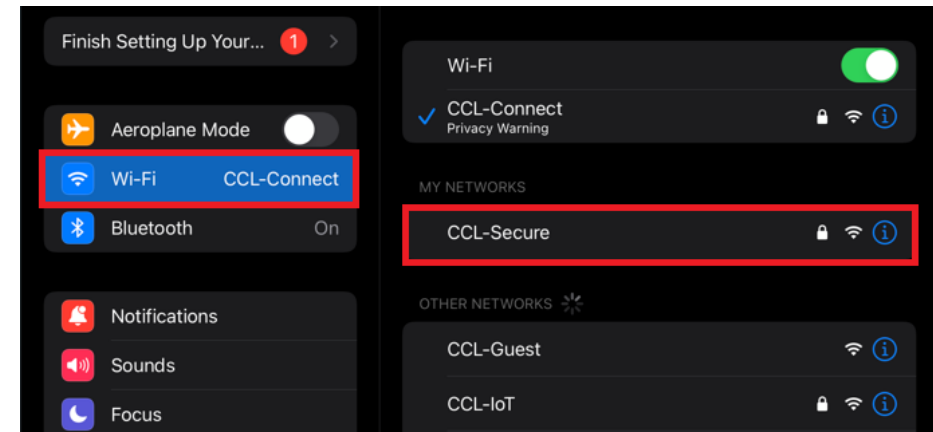 Finish Setting Up Your... 1
Aeroplane Mode
Wi-Fi CCL-Connect
Bluetooth On
Notifications
Sounds
Focus
Wi-Fi
CCL-Connect
Privacy Warning
MY NETWORKS
CCL-Secure
OTHER NETWORKS
CCL-Guest
CCL-IoT